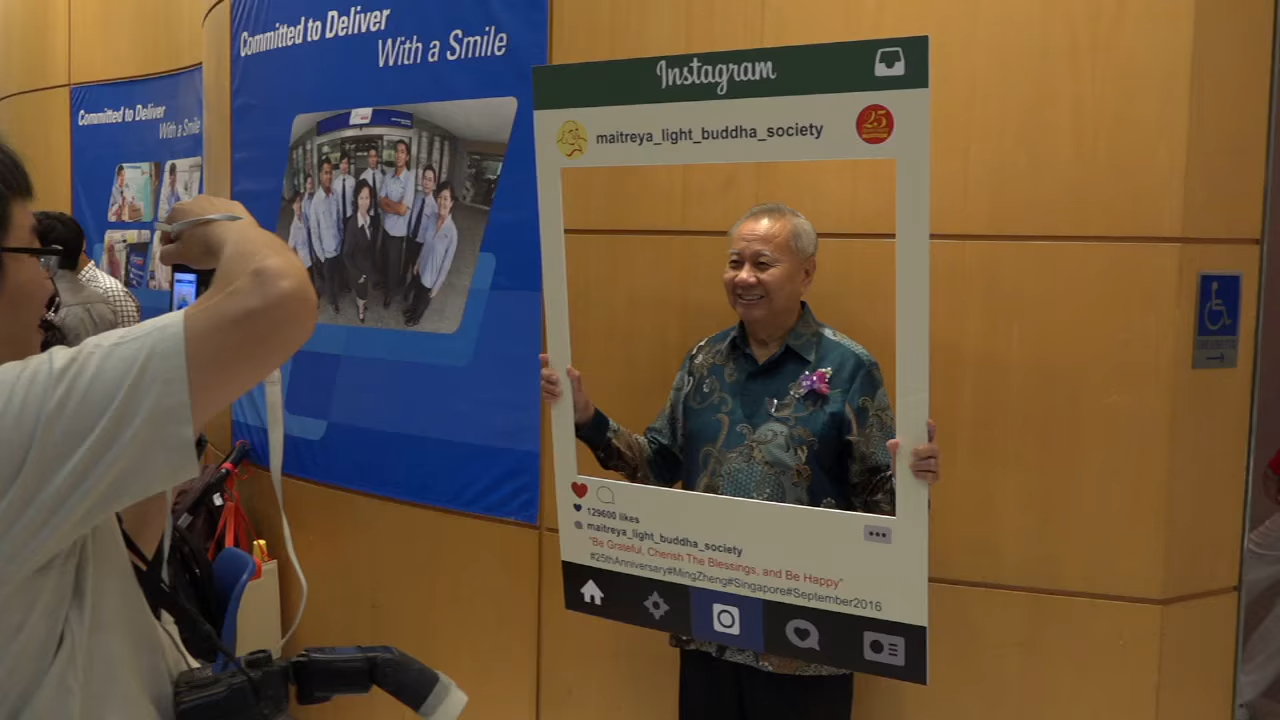 Committed to Deliver
With a Smile
Committed to Deliver
With a Smile
Instagram
maitreya_light_buddha_society
25
129600 likes
maitreya_light_buddha_society
"Be Grateful, Cherish The Blessings, and Be Happy"
#25thAnniversary#MingZheng#Singapore#September2016